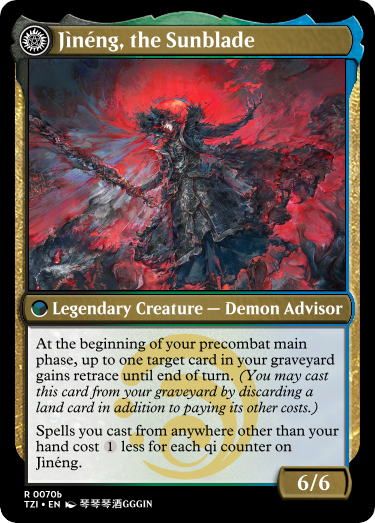 Jìnéng, the Sunblade
Legendary Creature — Demon Advisor
At the beginning of your precombat main
phase, up to one target card in your graveyard
gains retrace until end of turn. (You may cast
this card from your graveyard by discarding a
land card in addition to paying its other costs.)
Spells you cast from anywhere other than your
hand cost 1 less for each qi counter on
Jìnéng.
6/6
R 0070b
TZI • EN 琴琴琴酒GGGIN